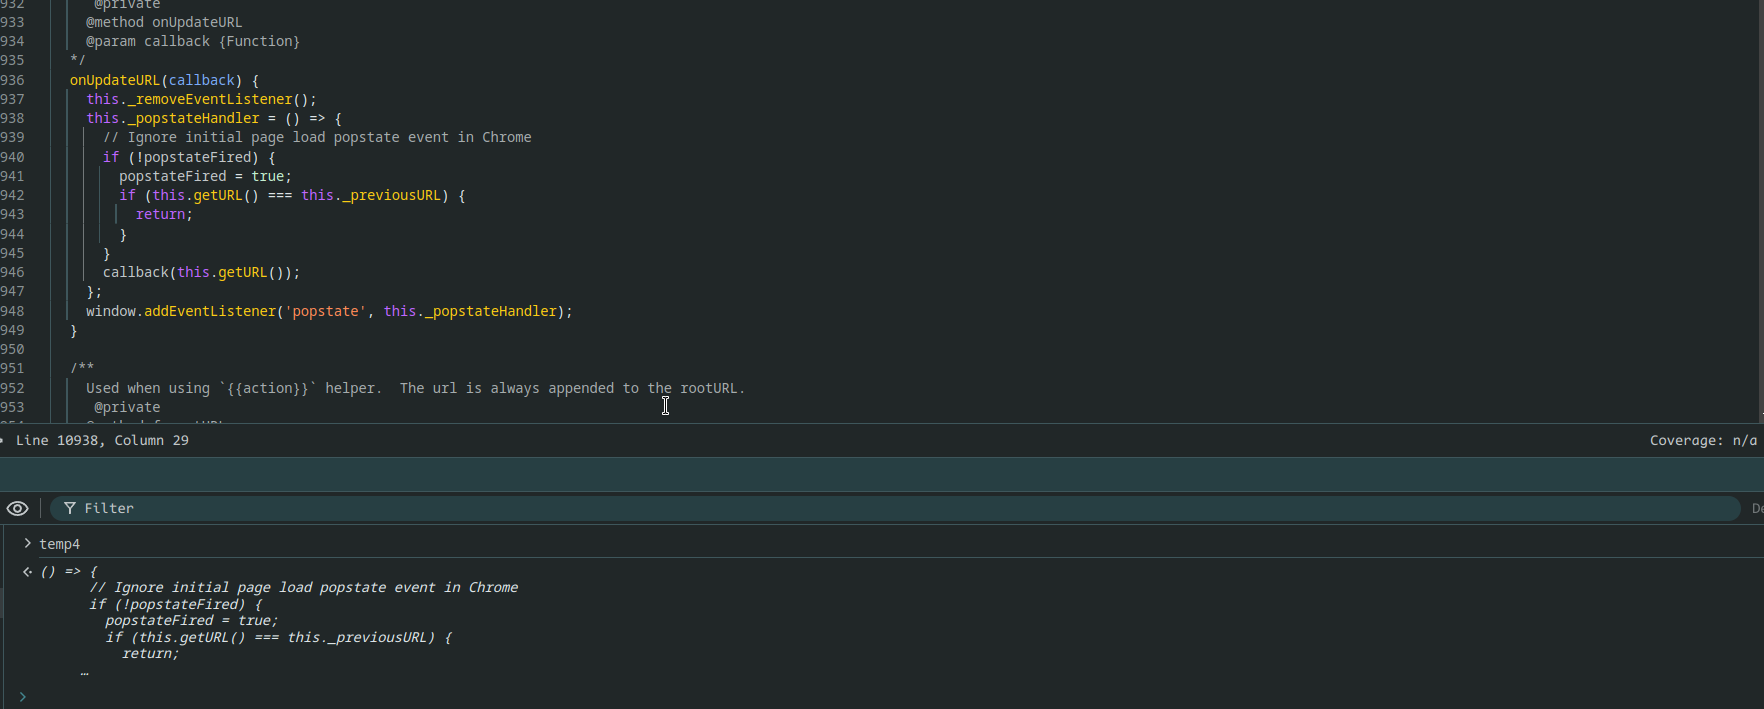 932 @private
933 @method onUpdateURL
934 @param callback {Function}
935 */
936 onUpdateURL(callback) {
937 this._removeEventListener();
938 this._popstateHandler = () => {
939 // Ignore initial page load popstate event in Chrome
940 if (!popstateFired) {
941 popstateFired = true;
942 if (this.getURL() === this._previousURL) {
943 return;
944 }
945 }
946 callback(this.getURL());
947 };
948 window.addEventListener('popstate', this._popstateHandler);
949 }
950
951 /**
952 Used when using `{{action}}` helper.  The url is always appended to the rootURL.
953 @private
Line 10938, Column 29 Coverage: n/a
Filter
> temp4
() => {
// Ignore initial page load popstate event in Chrome
if (!popstateFired) {
popstateFired = true;
if (this.getURL() === this._previousURL) {
return;
…
>